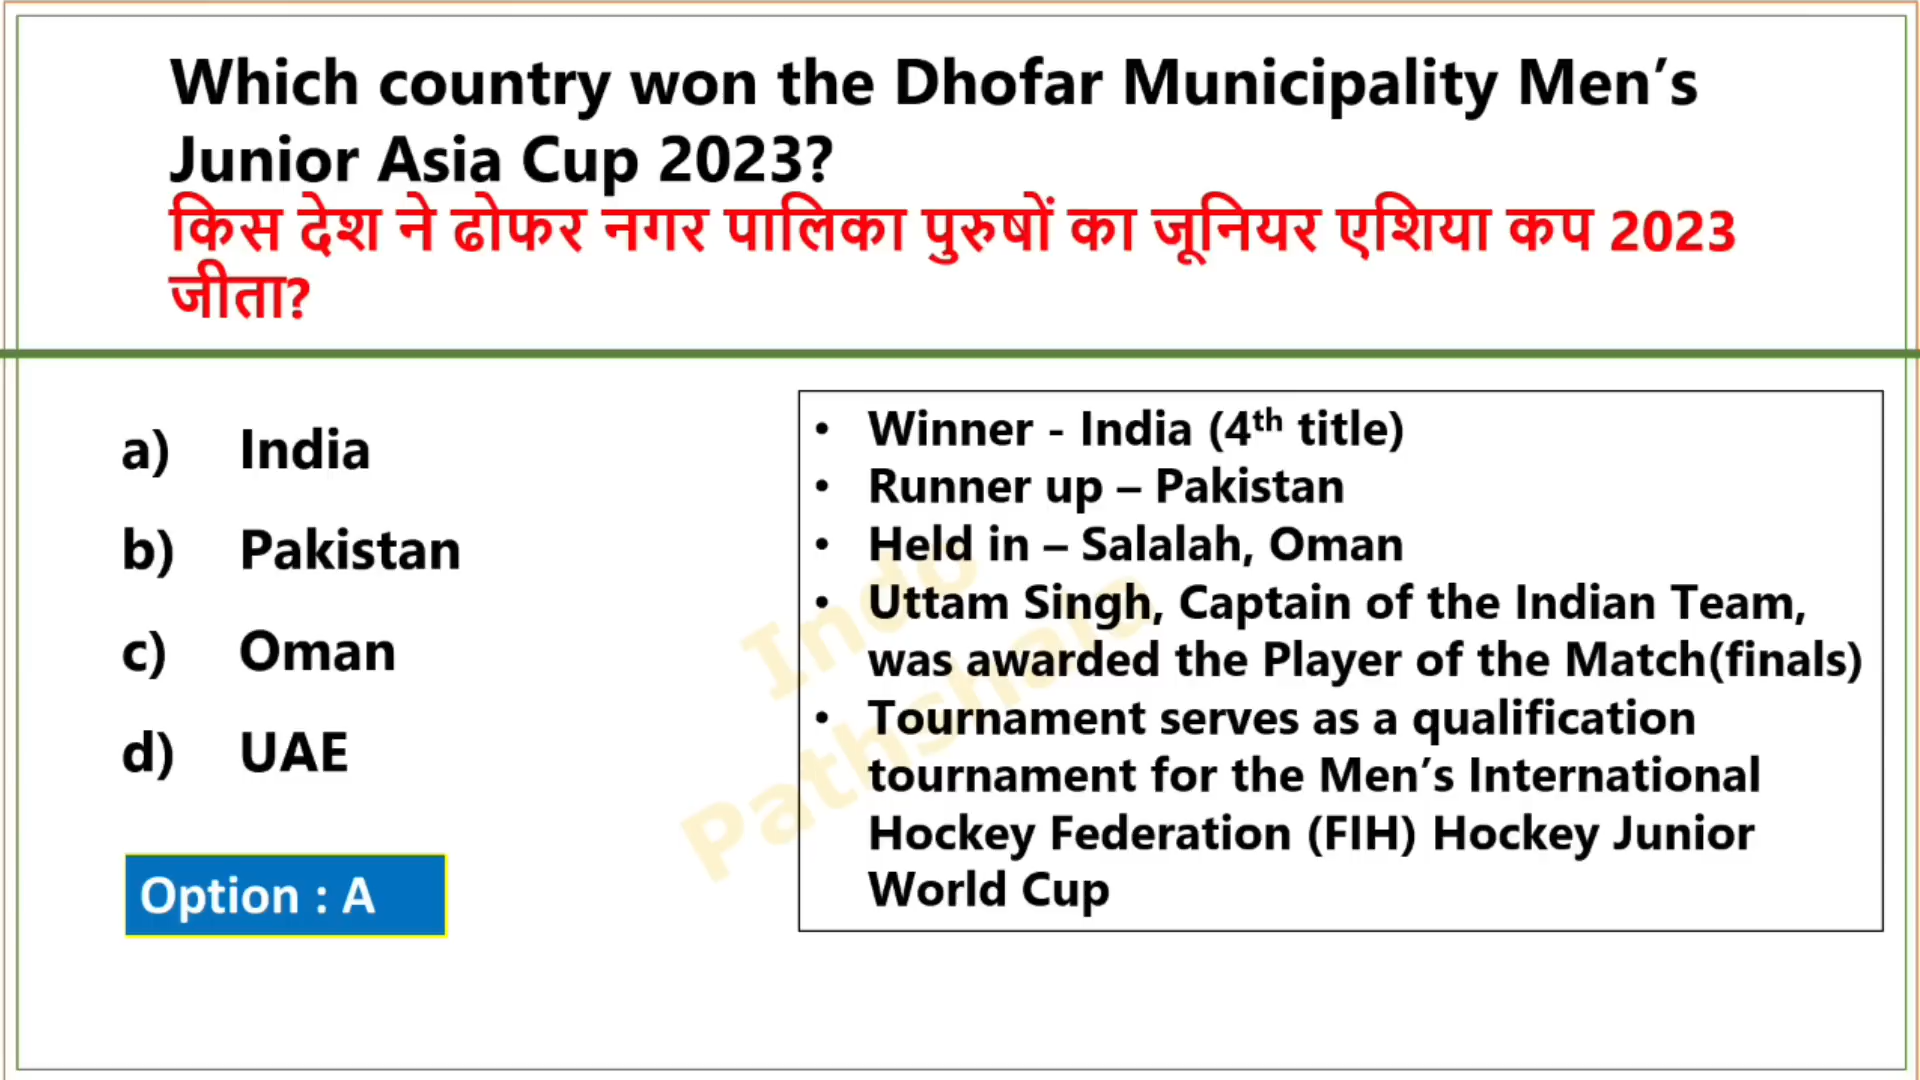 Which country won the Dhofar Municipality Men’s
Junior Asia Cup 2023?
किस देश ने ढोफर नगर पालिका पुरुषों का जूनियर एशिया कप 2023
जीता?
a) India
b) Pakistan
c) Oman
d) UAE
Option : A
• Winner - India (4th title)
• Runner up – Pakistan
• Held in – Salalah, Oman
• Uttam Singh, Captain of the Indian Team,
was awarded the Player of the Match(finals)
• Tournament serves as a qualification
tournament for the Men’s International
Hockey Federation (FIH) Hockey Junior
World Cup
Indo
Pathshala